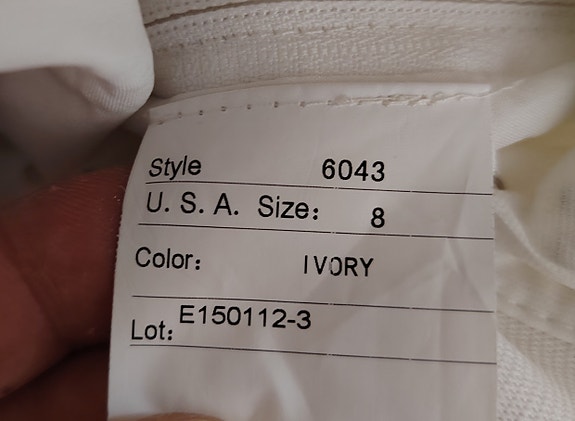 Style 6043
U. S. A. Size: 8
Color: IVORY
Lot: E150112-3